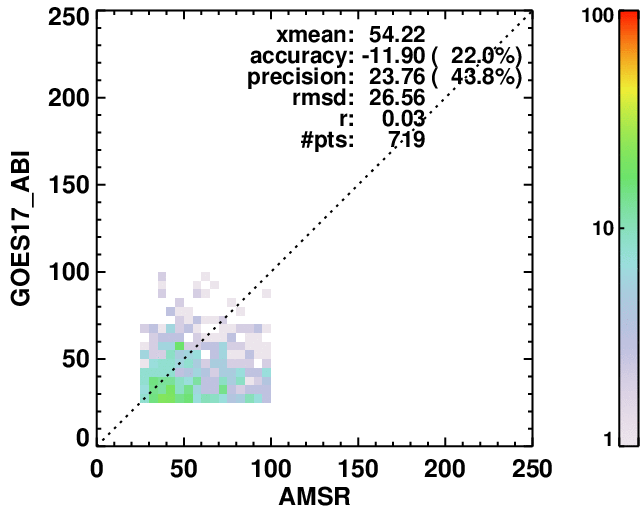 xmean: 54.22
accuracy: -11.90 ( 22.0%)
precision: 23.76 ( 43.8%)
rmsd: 26.56
r: 0.03
#pts: 719
250
200
150
100
50
0
GOES17_ABI
0 50 100 150 200 250
AMSR
100
10
1